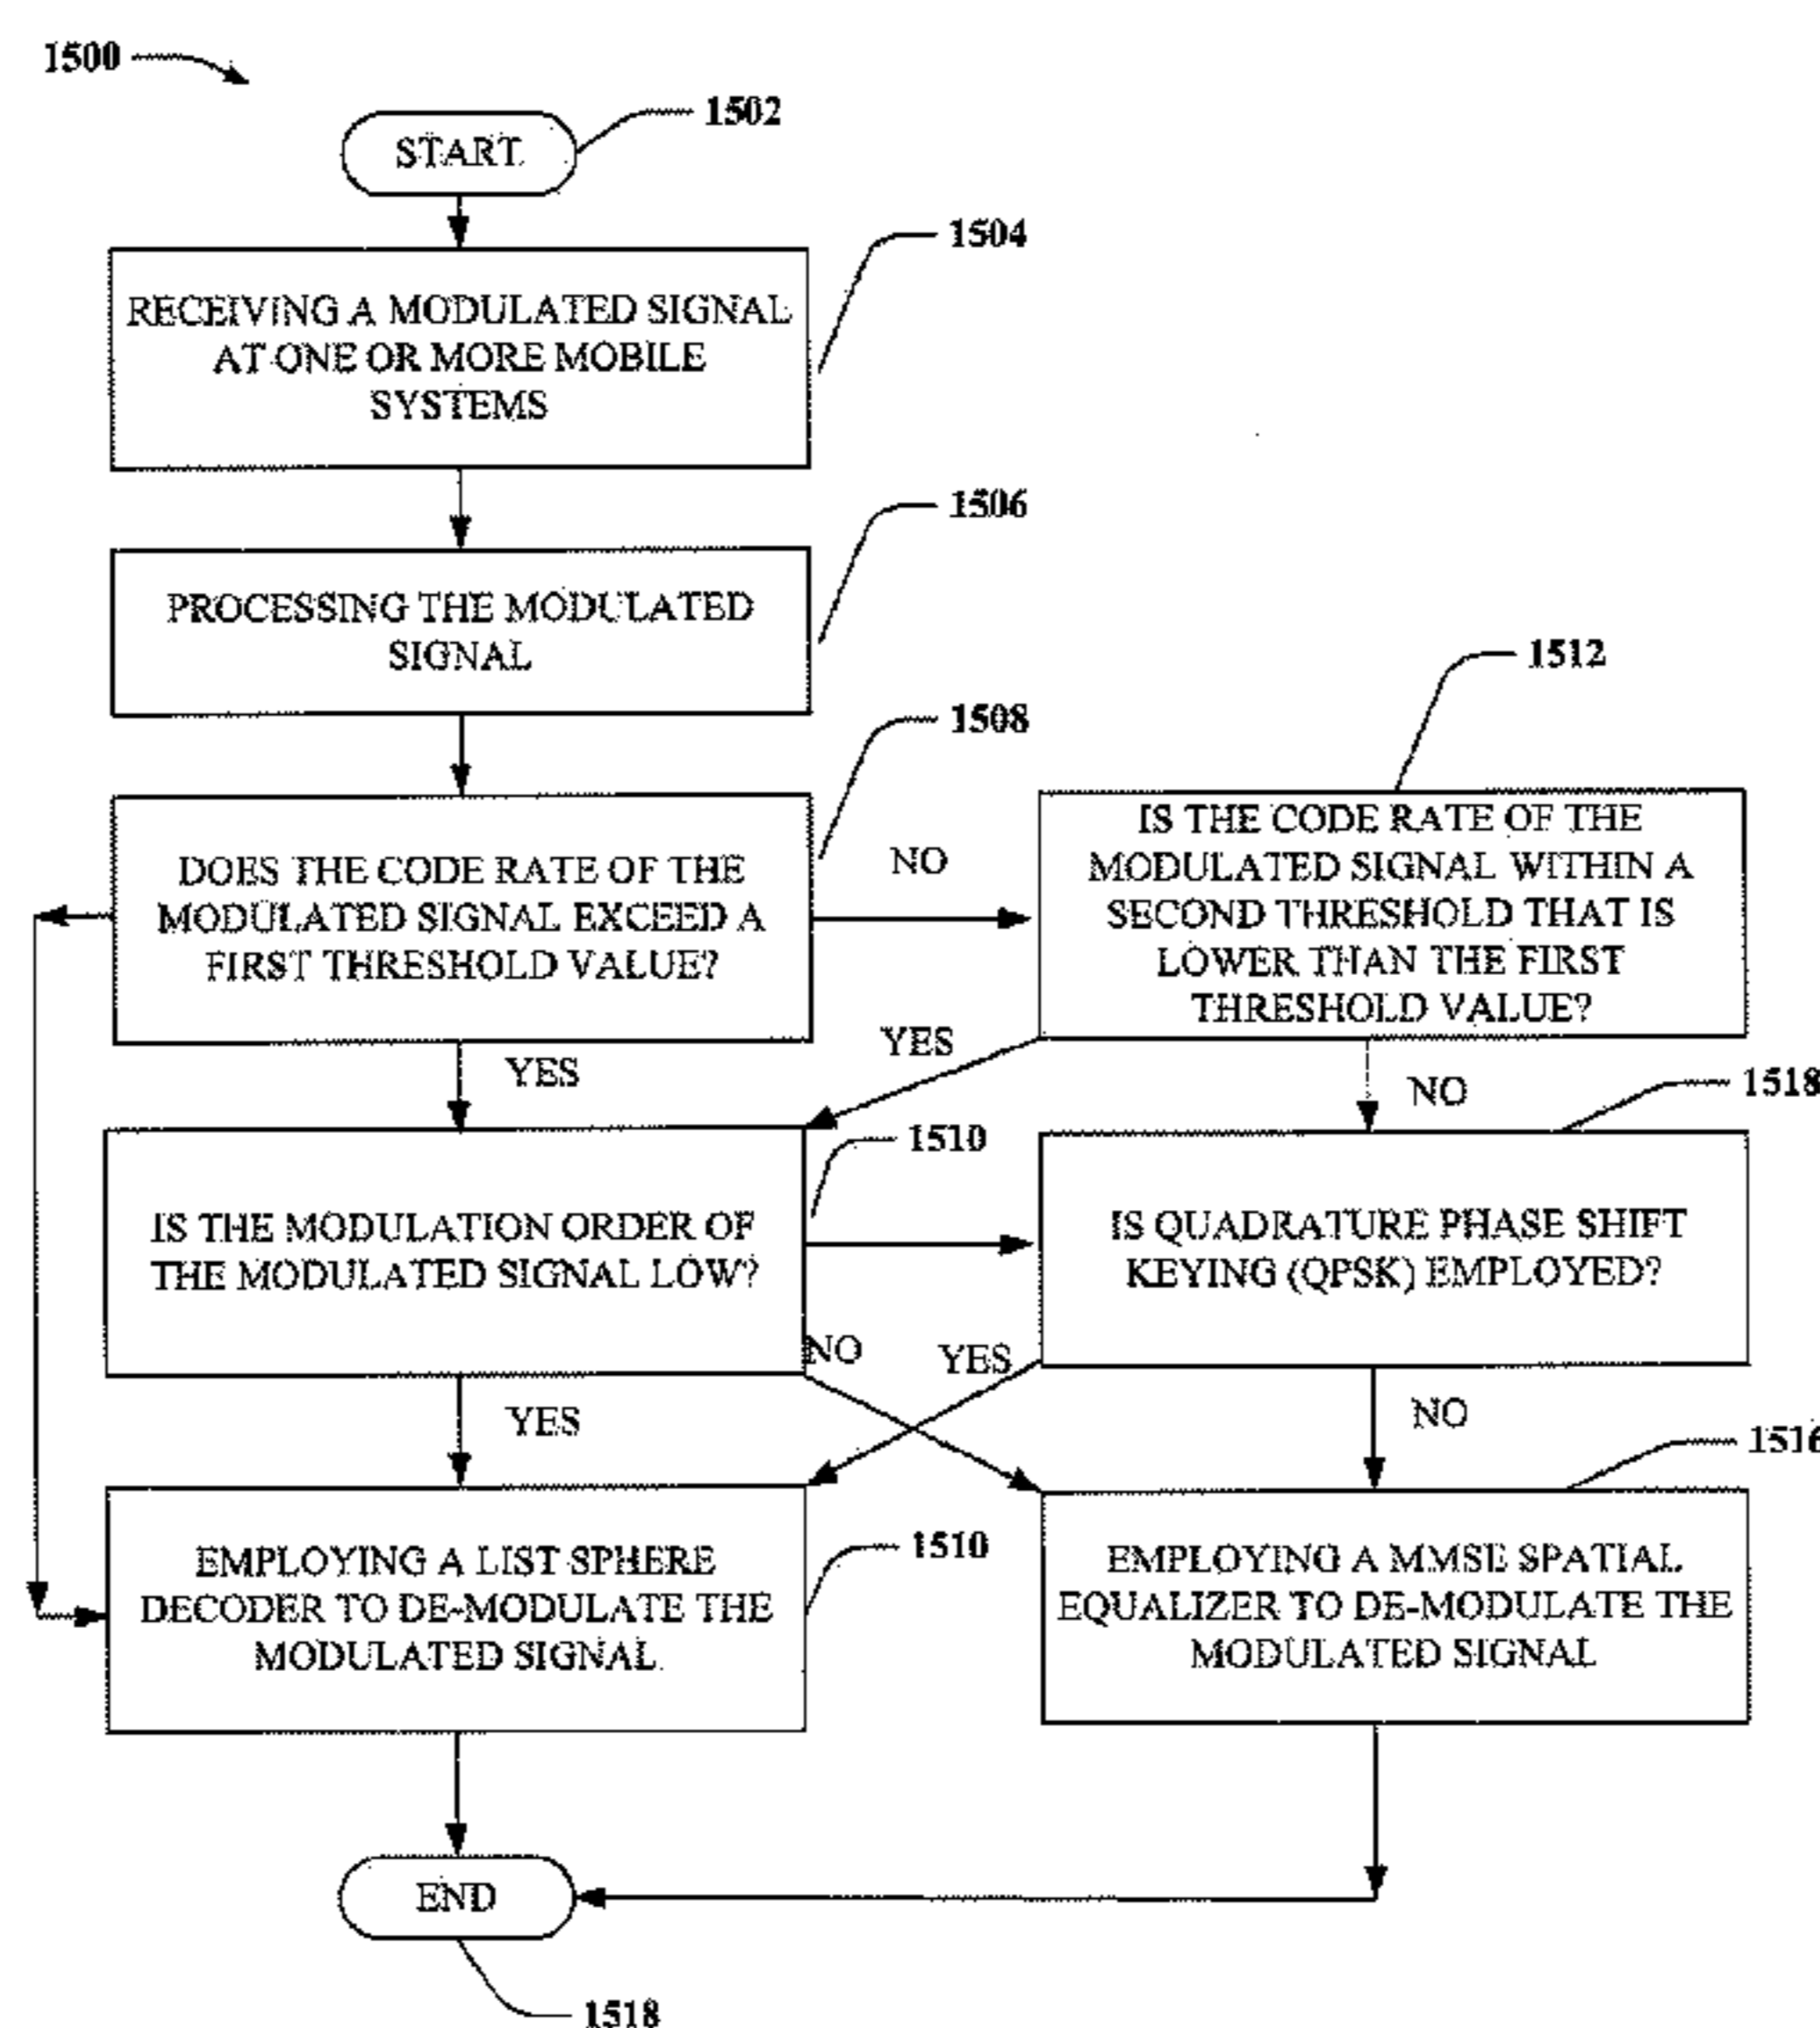 1500
1502
START
1504
RECEIVING A MODULATED SIGNAL
AT ONE OR MORE MOBILE
SYSTEMS
1506
PROCESSING THE MODULATED
SIGNAL
1508
DOES THE CODE RATE OF THE
MODULATED SIGNAL EXCEED A
FIRST THRESHOLD VALUE?
NO
1512
IS THE CODE RATE OF THE
MODULATED SIGNAL WITHIN A
SECOND THRESHOLD THAT IS
LOWER THAN THE FIRST
THRESHOLD VALUE?
YES
YES
NO
1518
1510
IS THE MODULATION ORDER OF
THE MODULATED SIGNAL LOW?
IS QUADRATURE PHASE SHIFT
KEYING (QPSK) EMPLOYED?
NO
YES
YES
NO
1516
1510
EMPLOYING A LIST SPHERE
DECODER TO DE-MODULATE THE
MODULATED SIGNAL
EMPLOYING A MMSE SPATIAL
EQUALIZER TO DE-MODULATE THE
MODULATED SIGNAL
END
1518